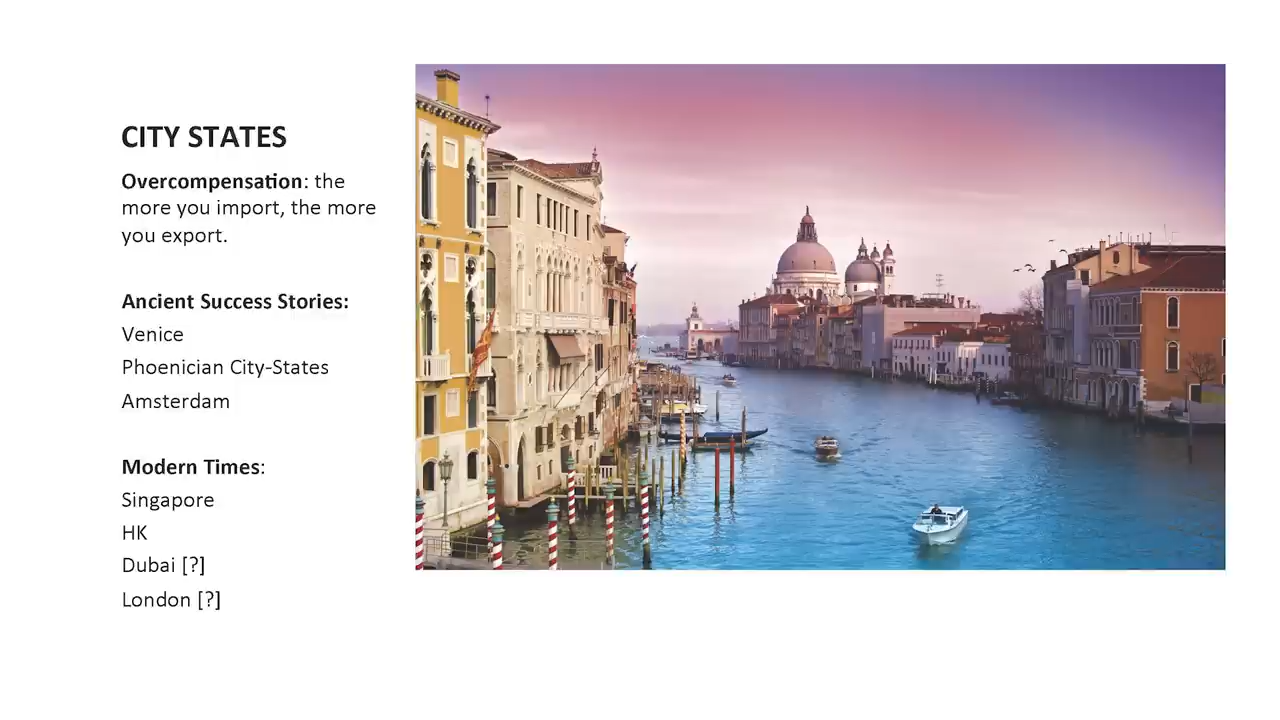 CITY STATES
Overcompensation: the
more you import, the more
you export.
Ancient Success Stories:
Venice
Phoenician City-States
Amsterdam
Modern Times:
Singapore
HK
Dubai [?]
London [?]